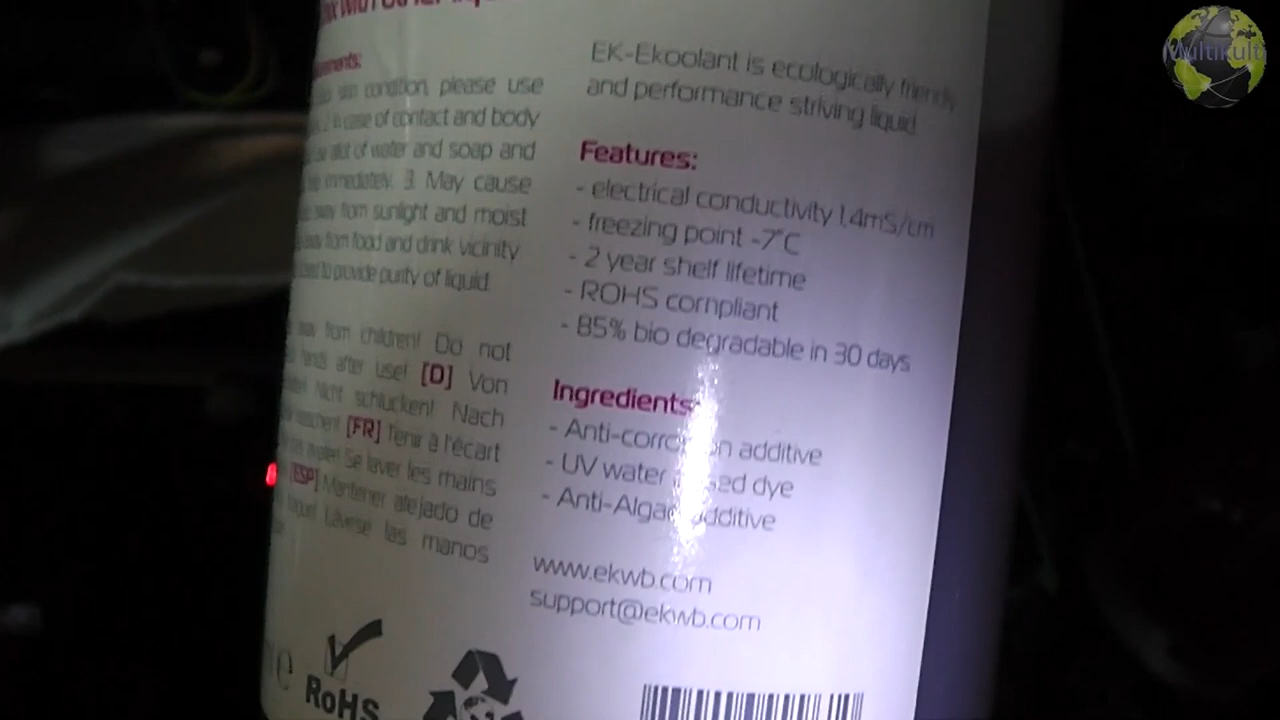 Multikulti
EK-Ekoolant is ecologically friendly
and performance striving liquid
Features:
- electrical conductivity 1,4mS/cm
- freezing point -7°C
- 2 year shelf lifetime
- ROHS compliant
- 85% bio degradable in 30 days
Ingredients:
- Anti-corrosion additive
- UV water based dye
- Anti-Algae additive
www.ekwb.com
support@ekwb.com
condition, please use
2. In case of contact and body
of water and soap and
immediately. 3. May cause
away from sunlight and moist
away from food and drink vicinity
to provide purity of liquid.
away from children! Do not
hands after use! [D] Von
Nicht schlucken! Nach
[FR] Tenir à l'écart
Se laver les mains
[ESP] Mantener alejado de
Lávese las manos
e
RoHS